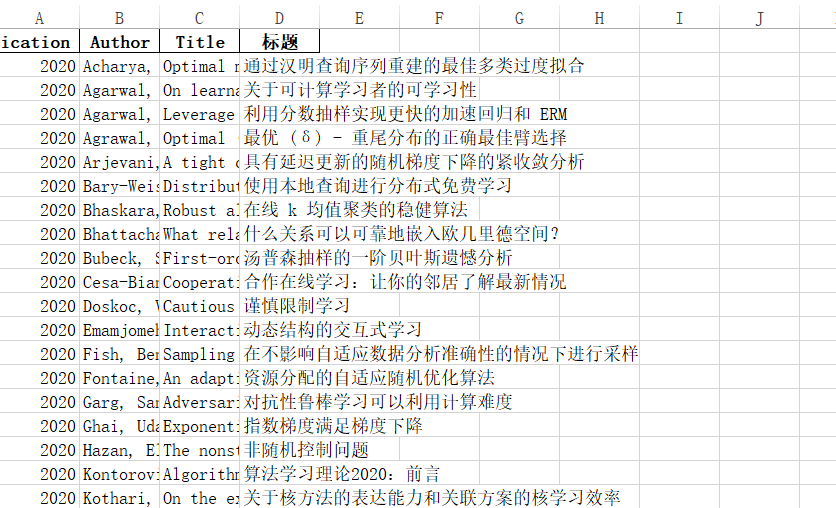 A B C D E F G H I J
ication Author Title 标题
2020 Acharya, Optimal 通过汉明查询序列重建的最佳多类过度拟合
2020 Agarwal, On learna 关于可计算学习者的可学习性
2020 Agarwal, Leverage 利用分数抽样实现更快的加速回归和 ERM
2020 Agrawal, Optimal 最优 (δ) - 重尾分布的正确最佳臂选择
2020 Arjevani, A tight 具有延迟更新的随机梯度下降的紧收敛分析
2020 Bary-Weis Distribut 使用本地查询进行分布式免费学习
2020 Bhaskara, Robust al 在线 k 均值聚类的稳健算法
2020 Bhattacha What rela 什么关系可以可靠地嵌入欧几里德空间?
2020 Bubeck, S First-ord 汤普森抽样的一阶贝叶斯遗憾分析
2020 Cesa-Bian Cooperati 合作在线学习: 让你的邻居了解最新情况
2020 Doskoc, Cautious 谨慎限制学习
2020 Emamjomeh Interacti 动态结构的交互式学习
2020 Fish, Ben Sampling 在不影响自适应数据分析准确性的情况下进行采样
2020 Fontaine, An adapti 资源分配的自适应随机优化算法
2020 Garg, San Adversari 对抗性鲁棒学习可以利用计算难度
2020 Ghai, Uda Exponenti 指数梯度满足梯度下降
2020 Hazan, El The nonst 非随机控制问题
2020 Kontorovi Algorithm 算法学习理论2020: 前言
2020 Kothari, On the ex 关于核方法的表达能力和关联方案的核学习效率